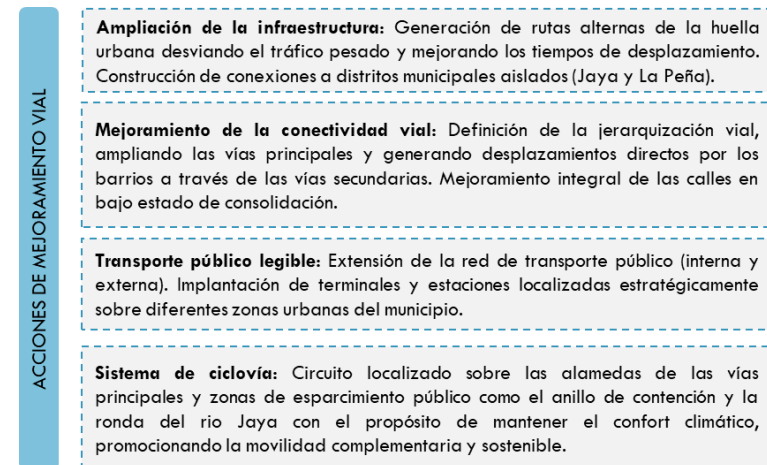 ACCIONES DE MEJORAMIENTO VIAL
Ampliación de la infraestructura: Generación de rutas alternas de la huella
urbana desviando el tráfico pesado y mejorando los tiempos de desplazamiento.
Construcción de conexiones a distritos municipales aislados (Jaya y La Peña).
Mejoramiento de la conectividad vial: Definición de la jerarquización vial,
ampliando las vías principales y generando desplazamientos directos por los
barrios a través de las vías secundarias. Mejoramiento integral de las calles en
bajo estado de consolidación.
Transporte público legible: Extensión de la red de transporte público (interna y
externa). Implantación de terminales y estaciones localizadas estratégicamente
sobre diferentes zonas urbanas del municipio.
Sistema de ciclovía: Circuito localizado sobre las alamedas de las vías
principales y zonas de esparcimiento público como el anillo de contención y la
ronda del rio Jaya con el propósito de mantener el confort climático,
promocionando la movilidad complementaria y sostenible.